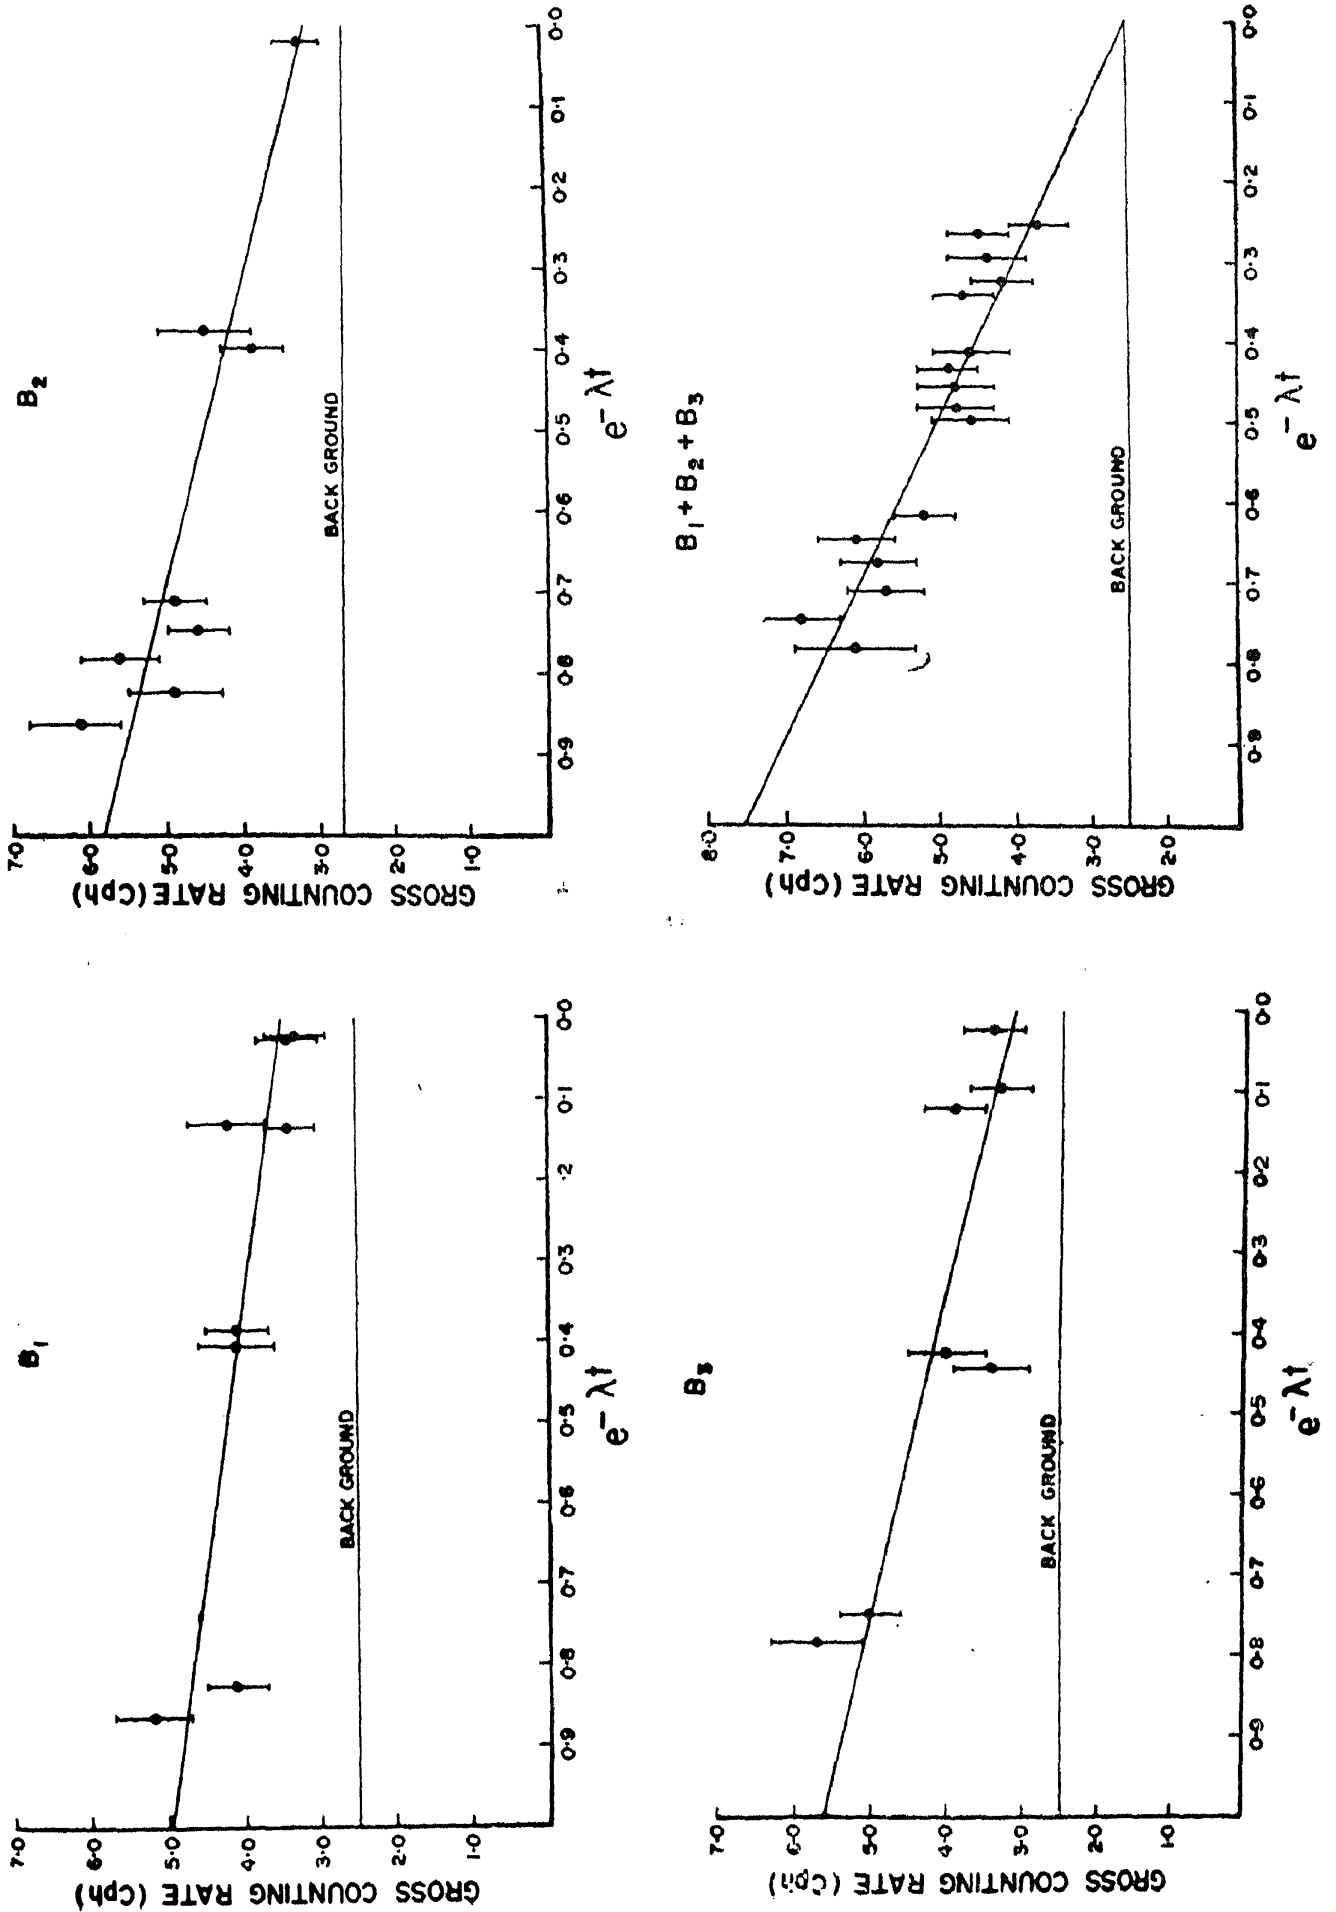 B₁
GROSS COUNTING RATE (Cph)
7·0
6·0
5·0
4·0
3·0
2·0
1·0
BACK GROUND
0·9 0·8 0·7 0·6 0·5 0·4 0·3 ·2 0·1 0·0
e⁻λt
B₂
GROSS COUNTING RATE (Cph)
7·0
6·0
5·0
4·0
3·0
2·0
1·0
BACK GROUND
0·9 0·8 0·7 0·6 0·5 0·4 0·3 0·2 0·1 0·0
e⁻λt
B₃
GROSS COUNTING RATE (Cph)
7·0
6·0
5·0
4·0
3·0
2·0
1·0
BACK GROUND
0·9 0·8 0·7 0·6 0·5 0·4 0·3 0·2 0·1 0·0
e⁻λt
B₁+B₂+B₃
GROSS COUNTING RATE (Cph)
8·0
7·0
6·0
5·0
4·0
3·0
2·0
BACK GROUND
0·9 0·8 0·7 0·6 0·5 0·4 0·3 0·2 0·1 0·0
e⁻λt